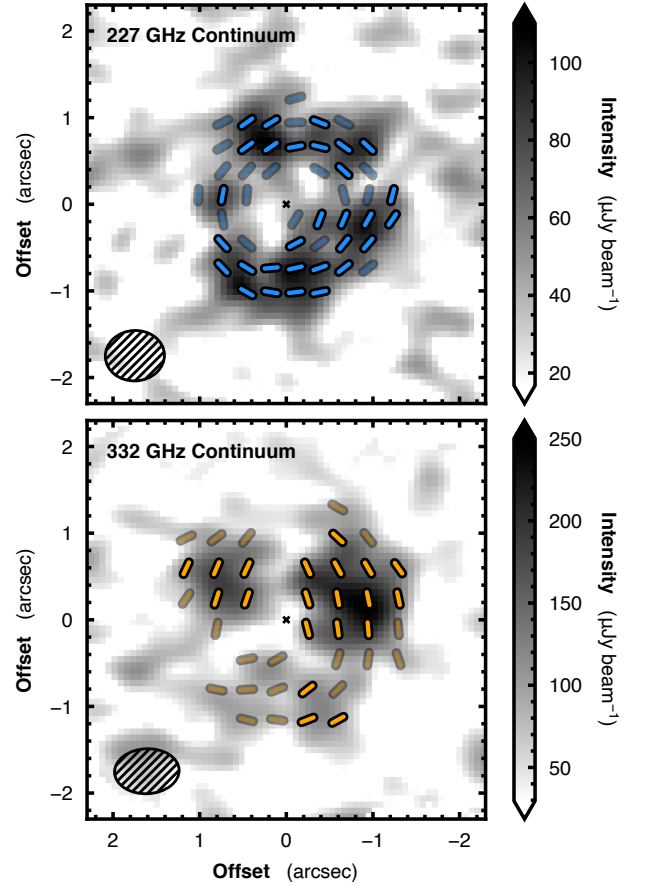 227 GHz Continuum
2
1
0
−1
−2
Offset (arcsec)
100
80
60
40
20
Intensity (μJy beam⁻¹)
332 GHz Continuum
2
1
0
−1
−2
Offset (arcsec)
250
200
150
100
50
Intensity (μJy beam⁻¹)
2 1 0 −1 −2
Offset (arcsec)